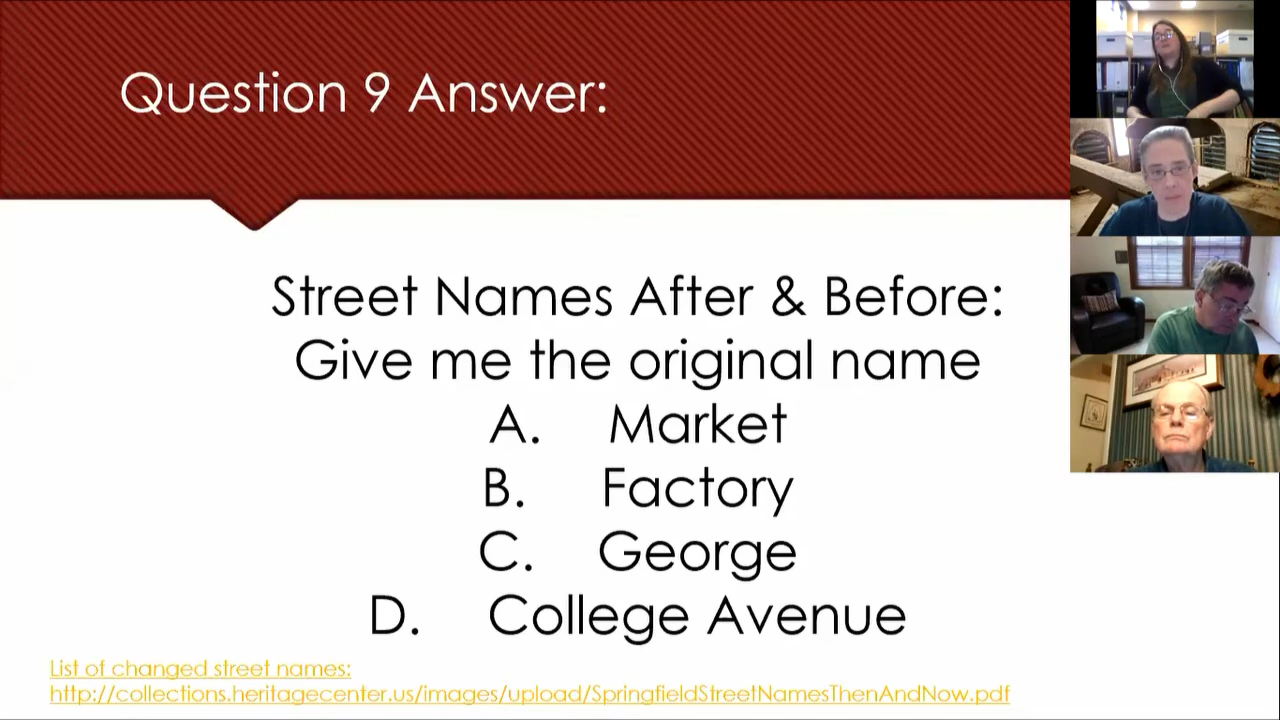 Question 9 Answer:
Street Names After & Before:
Give me the original name
A. Market
B. Factory
C. George
D. College Avenue
List of changed street names:
http://collections.heritagecenter.us/images/upload/SpringfieldStreetNamesThenAndNow.pdf